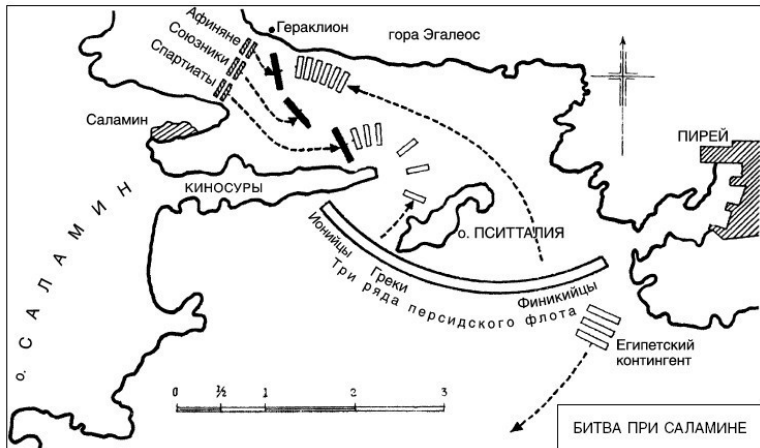 Афиняне
Союзники
Спартиаты
Гераклион
гора Эгалеос
Саламин
ПИРЕЙ
КИНОСУРЫ
о. САЛАМИН
о. ПСИТТАЛИЯ
Ионийцы
Греки
Финикийцы
Три ряда персидского флота
Египетский
контингент
0 ½ 1 2 3
БИТВА ПРИ САЛАМИНЕ